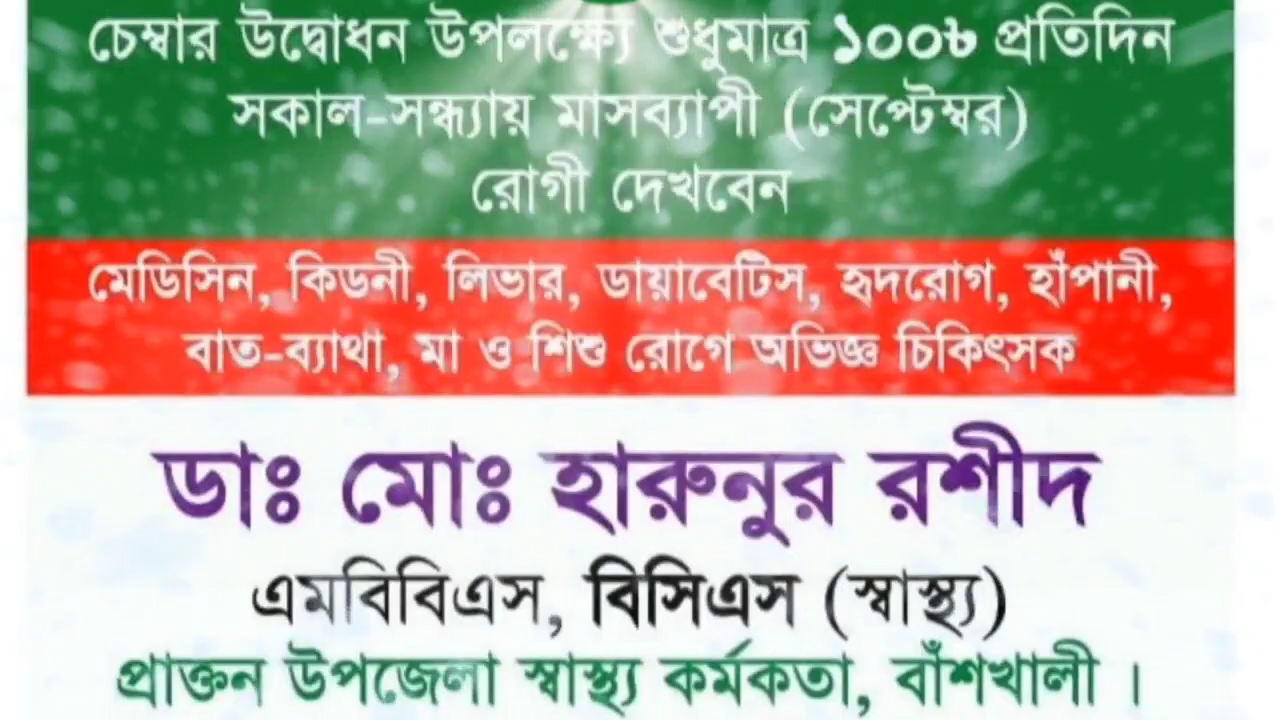 চেম্বার উদ্বোধন উপলক্ষ্যে শুধুমাত্র ১০০৳ প্রতিদিন
সকাল-সন্ধ্যায় মাসব্যাপী (সেপ্টেম্বর)
রোগী দেখবেন
মেডিসিন, কিডনী, লিভার, ডায়াবেটিস, হৃদরোগ, হাঁপানী,
বাত-ব্যাথা, মা ও শিশু রোগে অভিজ্ঞ চিকিৎসক
ডাঃ মোঃ হারুনুর রশীদ
এমবিবিএস, বিসিএস (স্বাস্থ্য)
প্রাক্তন উপজেলা স্বাস্থ্য কর্মকতা, বাঁশখালী ।